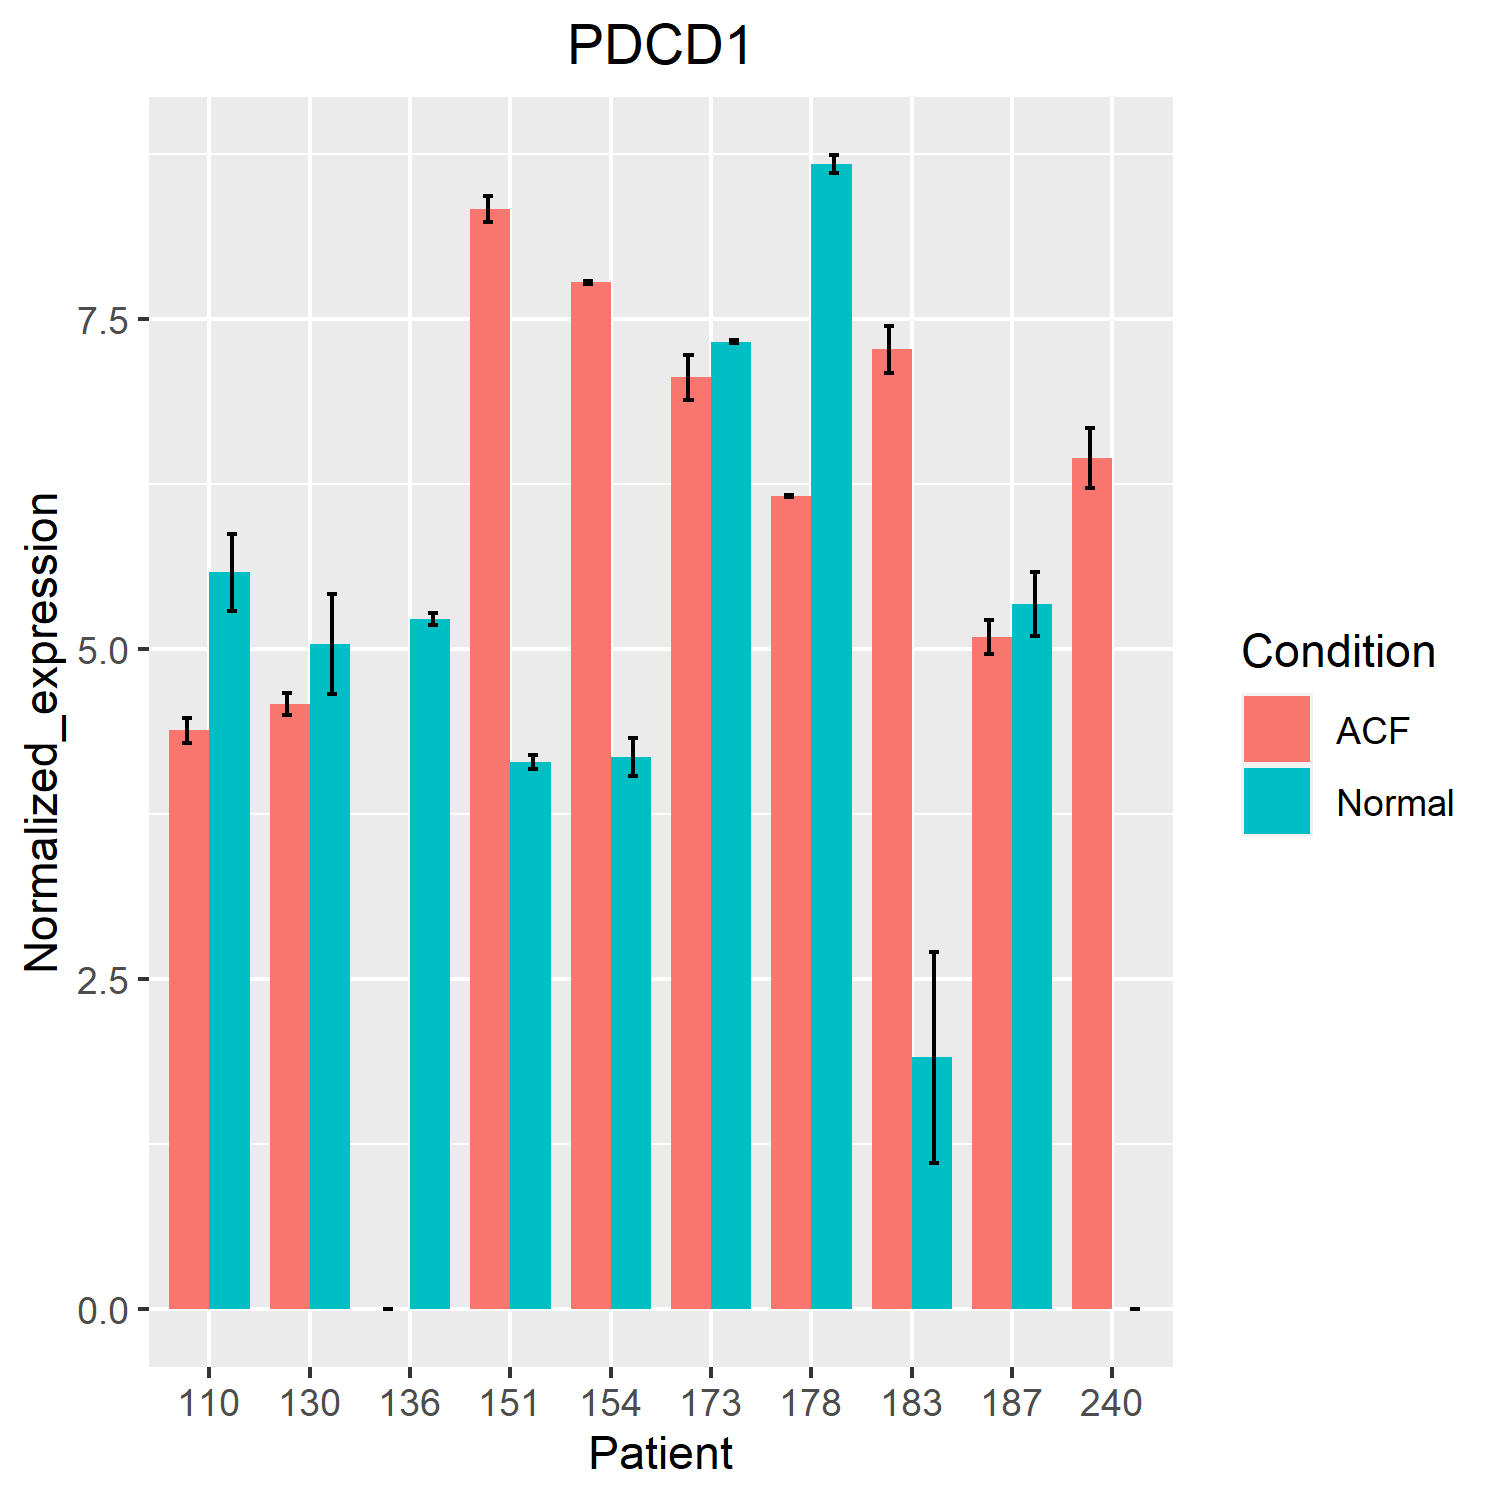 PDCD1
Normalized_expression
7.5
5.0
2.5
0.0
110 130 136 151 154 173 178 183 187 240
Patient
Condition
ACF
Normal